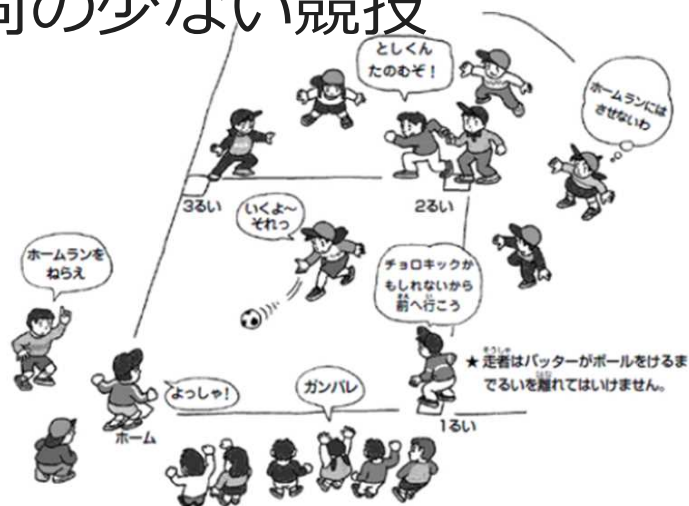 何の少ない競技
としくん
たのむぞ！
ホームランには
させないわ
3るい
いくよ〜
それっ
2るい
ホームランを
ねらえ
チョロキックか
もしれないから
前へ行こう
★走者はバッターがボールをけるま
でるいを離れてはいけません。
よっしゃ！
ガンバレ
ホーム
1るい